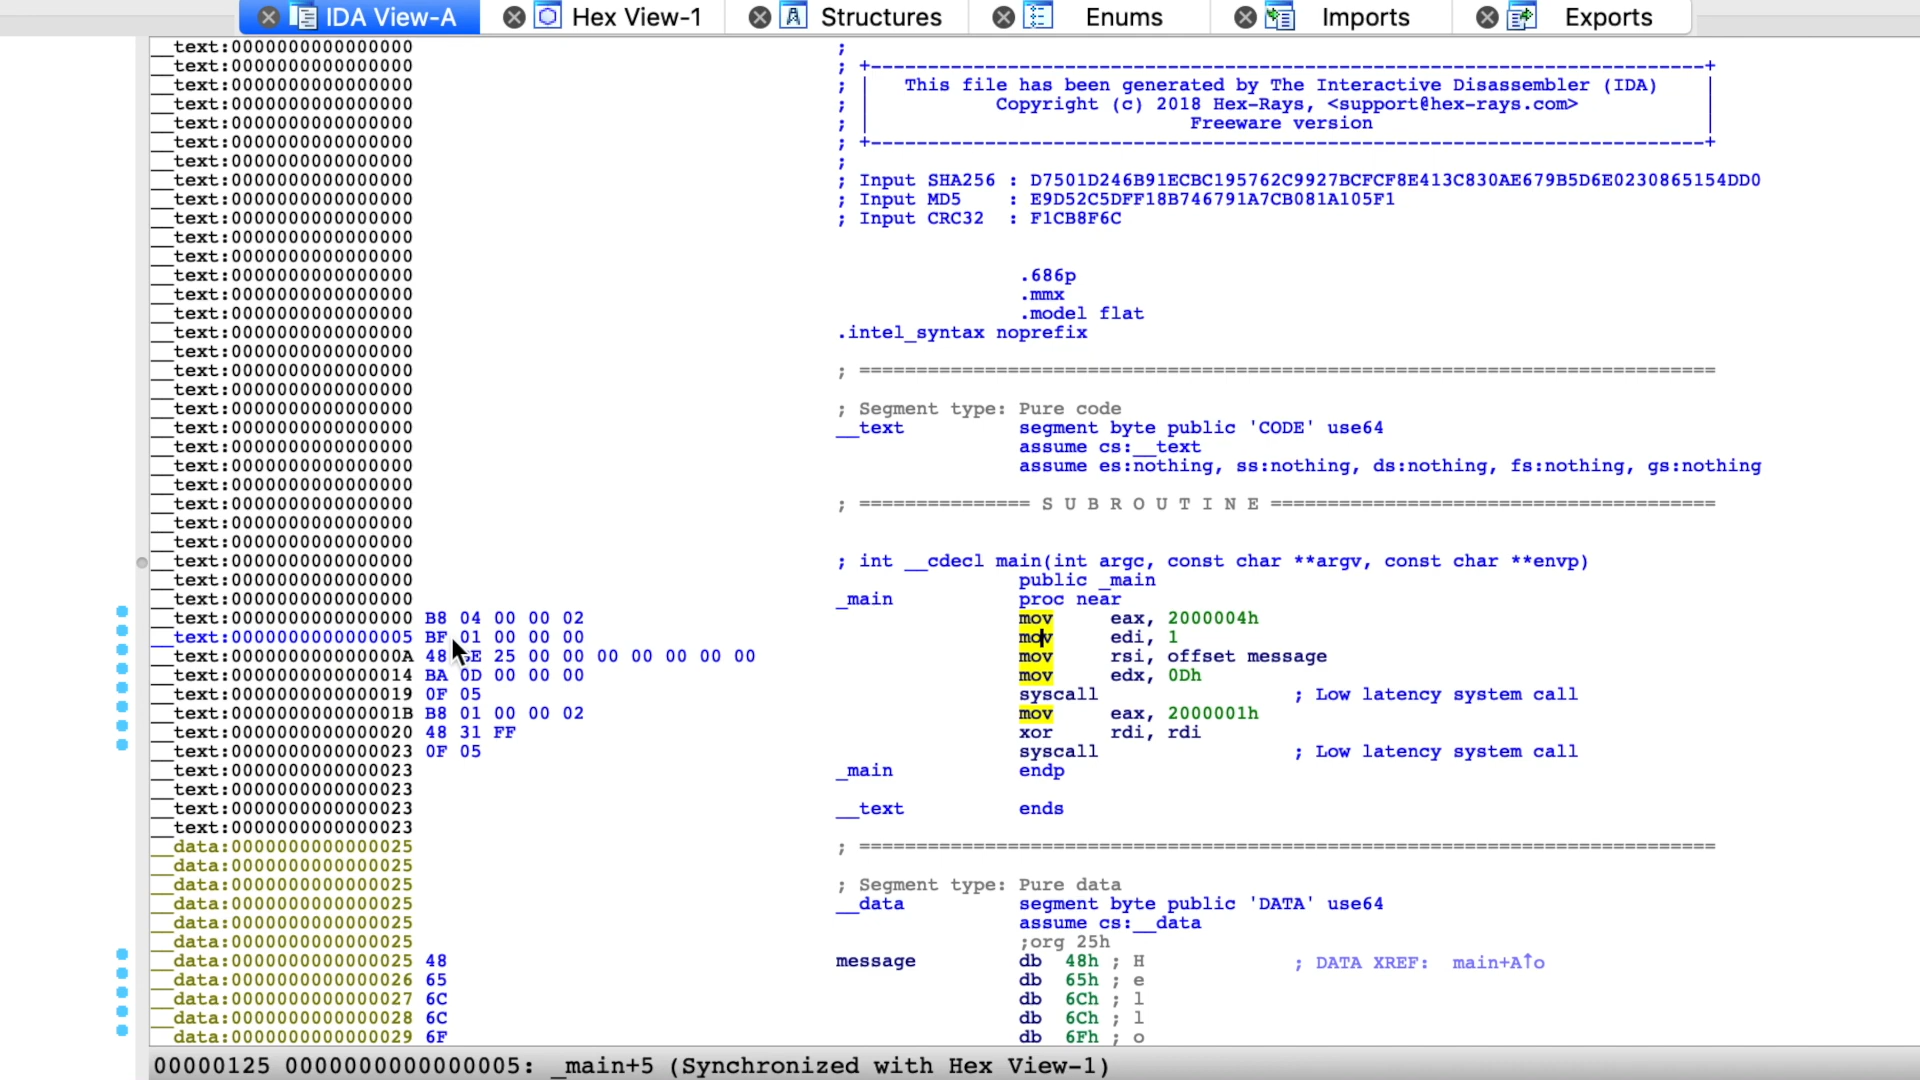 IDA View-A Hex View-1 Structures Enums Imports Exports
__text:0000000000000000 ;
__text:0000000000000000 ; +-------------------------------------------------------------------------+
__text:0000000000000000 ; | This file has been generated by The Interactive Disassembler (IDA) |
__text:0000000000000000 ; | Copyright (c) 2018 Hex-Rays, <support@hex-rays.com> |
__text:0000000000000000 ; | Freeware version |
__text:0000000000000000 ; +-------------------------------------------------------------------------+
__text:0000000000000000 ;
__text:0000000000000000 ; Input SHA256 : D7501D246B91ECBC195762C9927BCFCF8E413C830AE679B5D6E0230865154DD0
__text:0000000000000000 ; Input MD5 : E9D52C5DFF18B746791A7CB081A105F1
__text:0000000000000000 ; Input CRC32 : F1CB8F6C
__text:0000000000000000
__text:0000000000000000
__text:0000000000000000 .686p
__text:0000000000000000 .mmx
__text:0000000000000000 .model flat
__text:0000000000000000 .intel_syntax noprefix
__text:0000000000000000
__text:0000000000000000 ; ===========================================================================
__text:0000000000000000
__text:0000000000000000 ; Segment type: Pure code
__text:0000000000000000 __text segment byte public 'CODE' use64
__text:0000000000000000 assume cs:__text
__text:0000000000000000 assume es:nothing, ss:nothing, ds:nothing, fs:nothing, gs:nothing
__text:0000000000000000
__text:0000000000000000 ; =============== S U B R O U T I N E =======================================
__text:0000000000000000
__text:0000000000000000
__text:0000000000000000 ; int __cdecl main(int argc, const char **argv, const char **envp)
__text:0000000000000000 public _main
__text:0000000000000000 _main proc near
__text:0000000000000000 B8 04 00 00 02 mov eax, 2000004h
__text:0000000000000005 BF 01 00 00 00 mov edi, 1
__text:000000000000000A 48 E 25 00 00 00 00 00 00 00 mov rsi, offset message
__text:0000000000000014 BA 0D 00 00 00 mov edx, 0Dh
__text:0000000000000019 0F 05 syscall ; Low latency system call
__text:000000000000001B B8 01 00 00 02 mov eax, 2000001h
__text:0000000000000020 48 31 FF xor rdi, rdi
__text:0000000000000023 0F 05 syscall ; Low latency system call
__text:0000000000000023 _main endp
__text:0000000000000023
__text:0000000000000023 __text ends
__text:0000000000000023
__data:0000000000000025 ; ===========================================================================
__data:0000000000000025
__data:0000000000000025 ; Segment type: Pure data
__data:0000000000000025 __data segment byte public 'DATA' use64
__data:0000000000000025 assume cs:__data
__data:0000000000000025 ;org 25h
__data:0000000000000025 48 message db 48h ; H ; DATA XREF: main+A↑o
__data:0000000000000026 65 db 65h ; e
__data:0000000000000027 6C db 6Ch ; l
__data:0000000000000028 6C db 6Ch ; l
__data:0000000000000029 6F db 6Fh ; o
00000125 0000000000000005: _main+5 (Synchronized with Hex View-1)